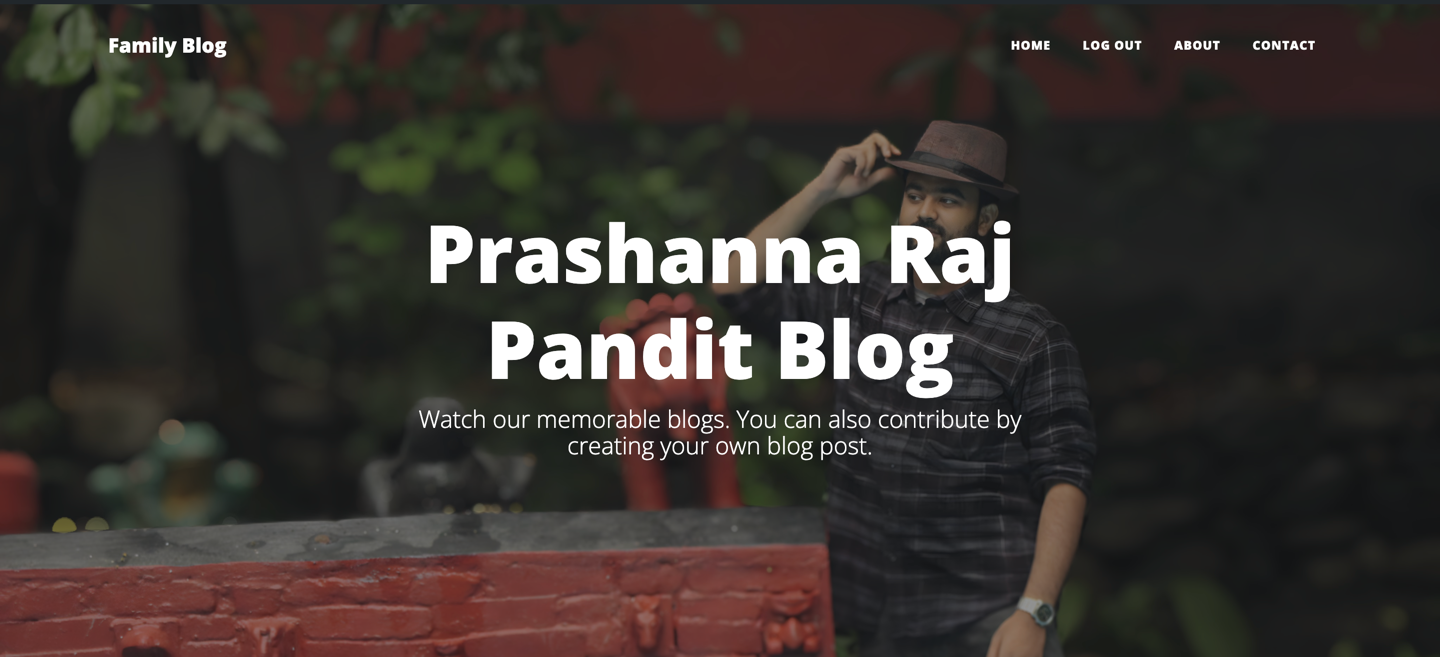 Family Blog
HOME LOG OUT ABOUT CONTACT
Prashanna Raj
Pandit Blog
Watch our memorable blogs. You can also contribute by
creating your own blog post.